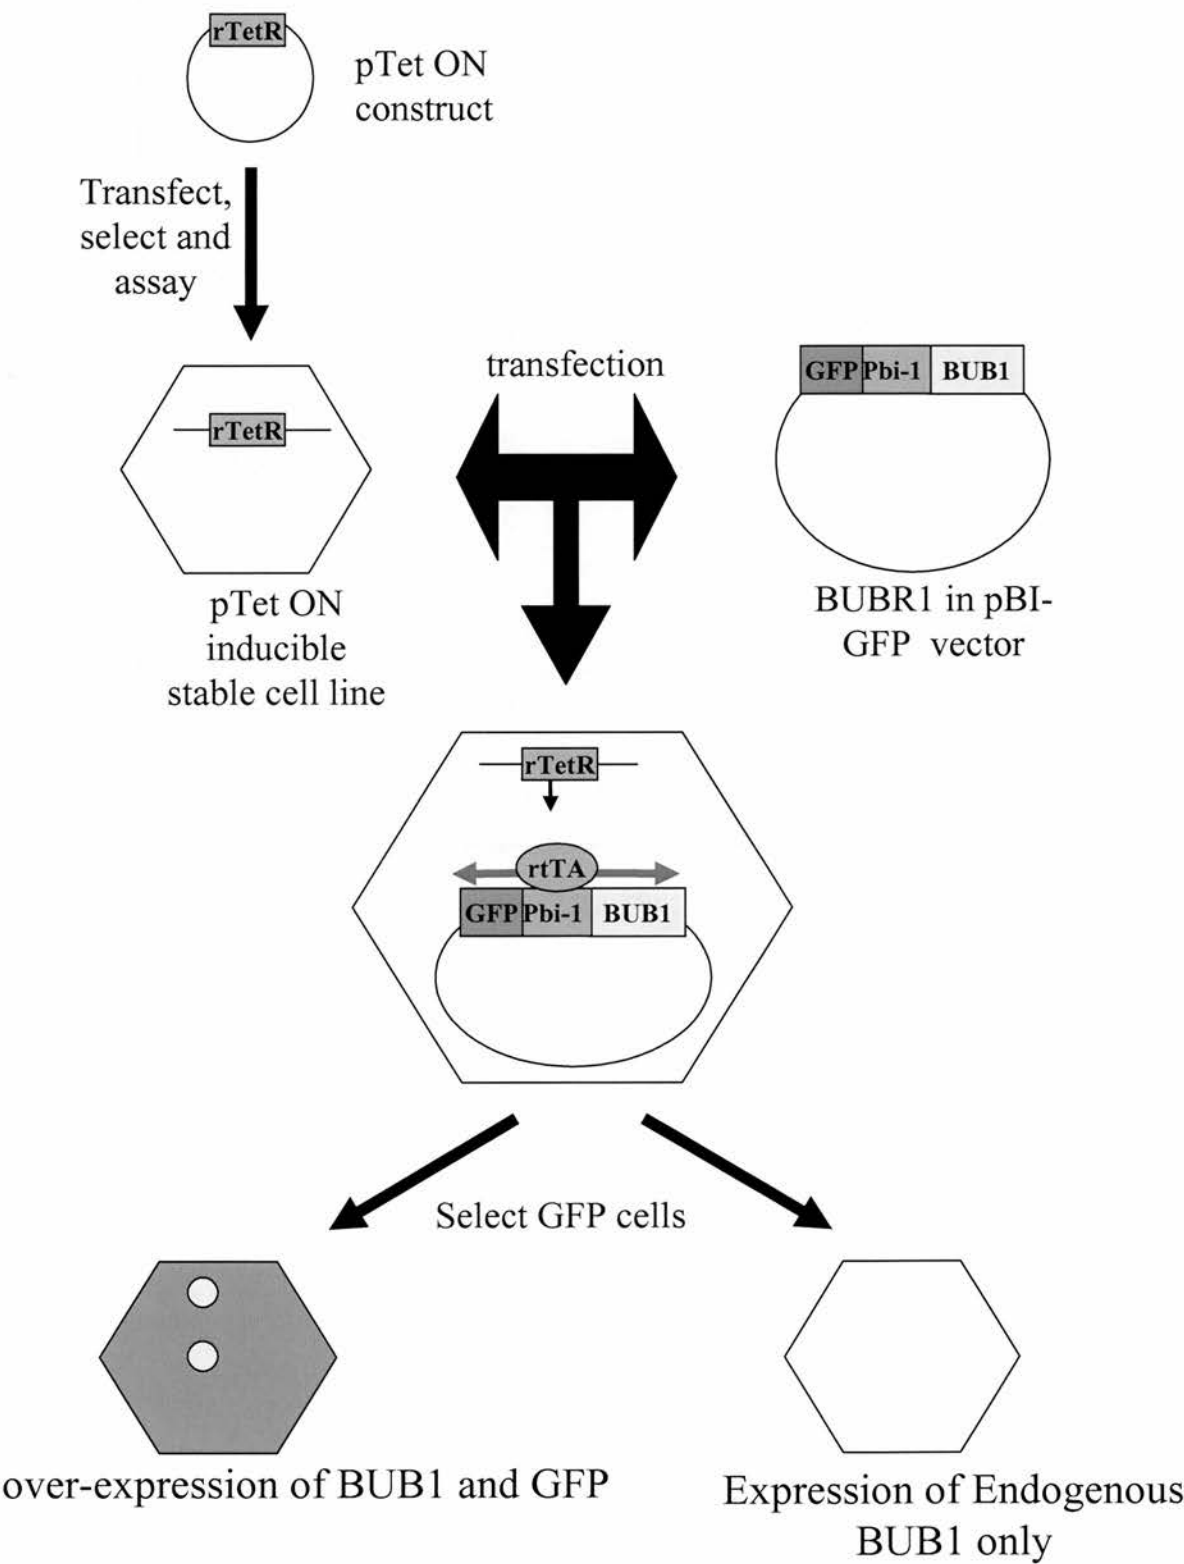 rTetR
pTet ON
construct
Transfect,
select and
assay
rTetR
pTet ON
inducible
stable cell line
transfection
GFP Pbi-1 BUB1
BUBR1 in pBI-
GFP vector
rTetR
rtTA
GFP Pbi-1 BUB1
Select GFP cells
over-expression of BUB1 and GFP
Expression of Endogenous
BUB1 only